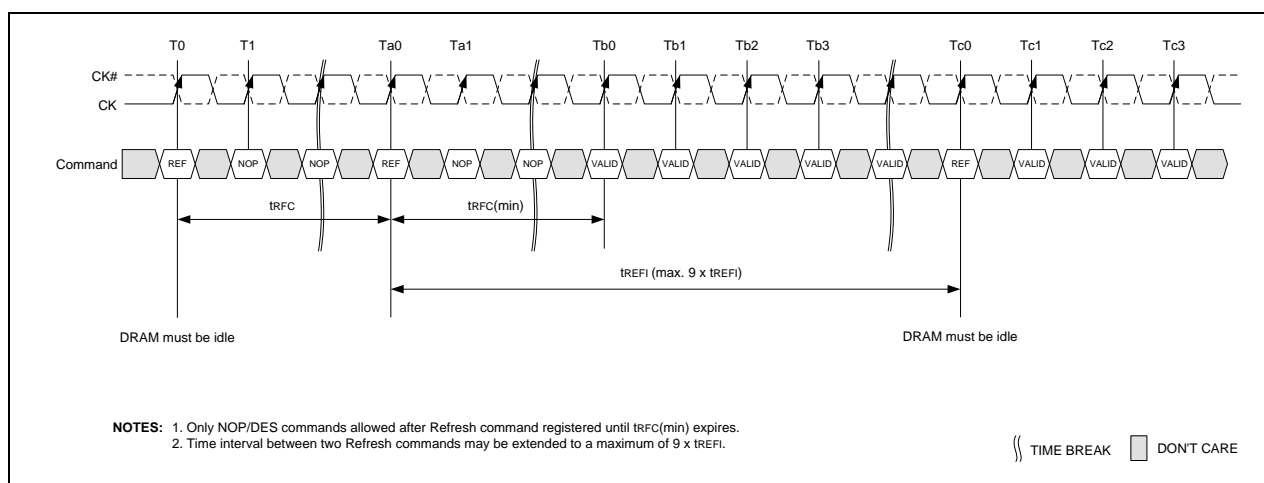 T0 T1 Ta0 Ta1 Tb0 Tb1 Tb2 Tb3 Tc0 Tc1 Tc2 Tc3
CK#
CK
Command REF NOP NOP REF NOP NOP VALID VALID VALID VALID VALID REF VALID VALID VALID
tRFC tRFC(min)
tREFI (max. 9 x tREFI)
DRAM must be idle DRAM must be idle
NOTES: 1. Only NOP/DES commands allowed after Refresh command registered until tRFC(min) expires.
2. Time interval between two Refresh commands may be extended to a maximum of 9 x tREFI.
TIME BREAK DON'T CARE